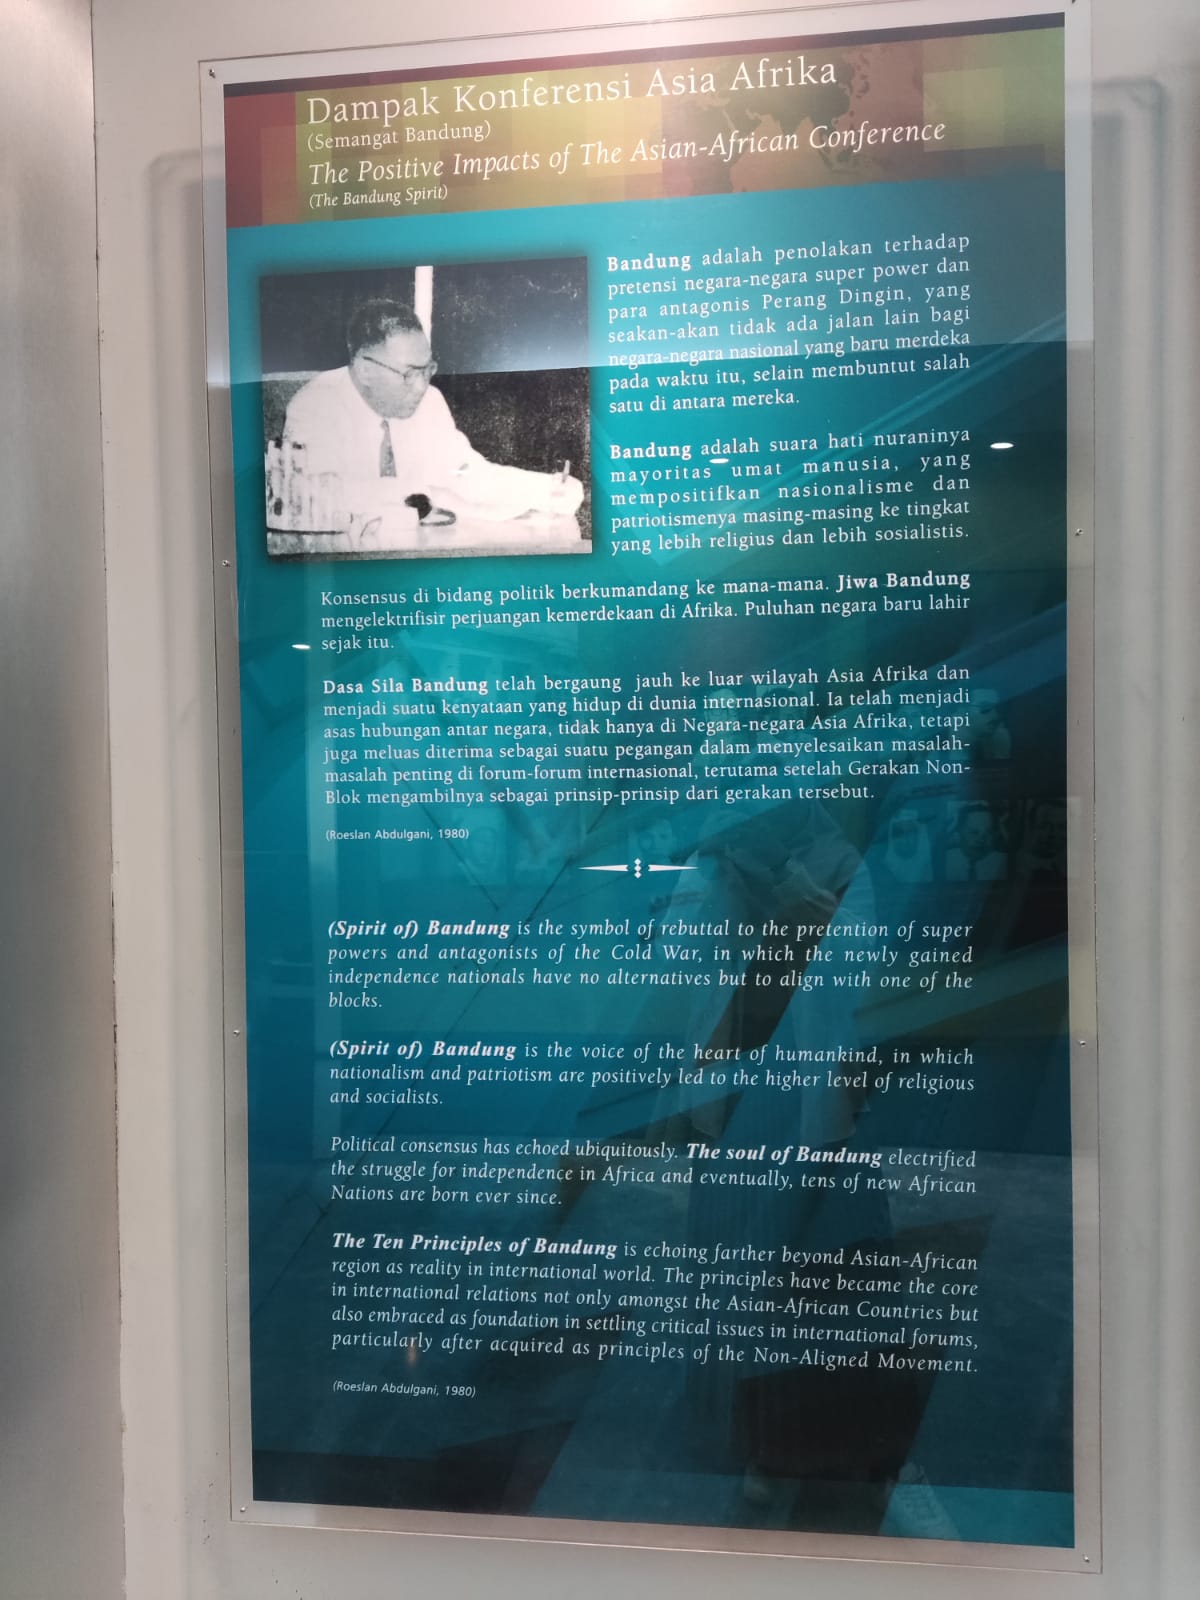 Dampak Konferensi Asia Afrika
(Semangat Bandung)
The Positive Impacts of The Asian-African Conference
(The Bandung Spirit)
Bandung adalah penolakan terhadap
pretensi negara-negara super power dan
para antagonis Perang Dingin, yang
seakan-akan tidak ada jalan lain bagi
negara-negara nasional yang baru merdeka
pada waktu itu, selain membuntut salah
satu di antara mereka.
Bandung adalah suara hati nuraninya
mayoritas umat manusia, yang
mempositifkan nasionalisme dan
patriotismenya masing-masing ke tingkat
yang lebih religius dan lebih sosialistis.
Konsensus di bidang politik berkumandang ke mana-mana. Jiwa Bandung
mengelektrifisir perjuangan kemerdekaan di Afrika. Puluhan negara baru lahir
sejak itu.
Dasa Sila Bandung telah bergaung jauh ke luar wilayah Asia Afrika dan
menjadi suatu kenyataan yang hidup di dunia internasional. Ia telah menjadi
asas hubungan antar negara, tidak hanya di Negara-negara Asia Afrika, tetapi
juga meluas diterima sebagai suatu pegangan dalam menyelesaikan masalah-
masalah penting di forum-forum internasional, terutama setelah Gerakan Non-
Blok mengambilnya sebagai prinsip-prinsip dari gerakan tersebut.
(Roeslan Abdulgani, 1980)
(Spirit of) Bandung is the symbol of rebuttal to the pretention of super
powers and antagonists of the Cold War, in which the newly gained
independence nationals have no alternatives but to align with one of the
blocks.
(Spirit of) Bandung is the voice of the heart of humankind, in which
nationalism and patriotism are positively led to the higher level of religious
and socialists.
Political consensus has echoed ubiquitously. The soul of Bandung electrified
the struggle for independence in Africa and eventually, tens of new African
Nations are born ever since.
The Ten Principles of Bandung is echoing farther beyond Asian-African
region as reality in international world. The principles have became the core
in international relations not only amongst the Asian-African Countries but
also embraced as foundation in settling critical issues in international forums,
particularly after acquired as principles of the Non-Aligned Movement.
(Roeslan Abdulgani, 1980)